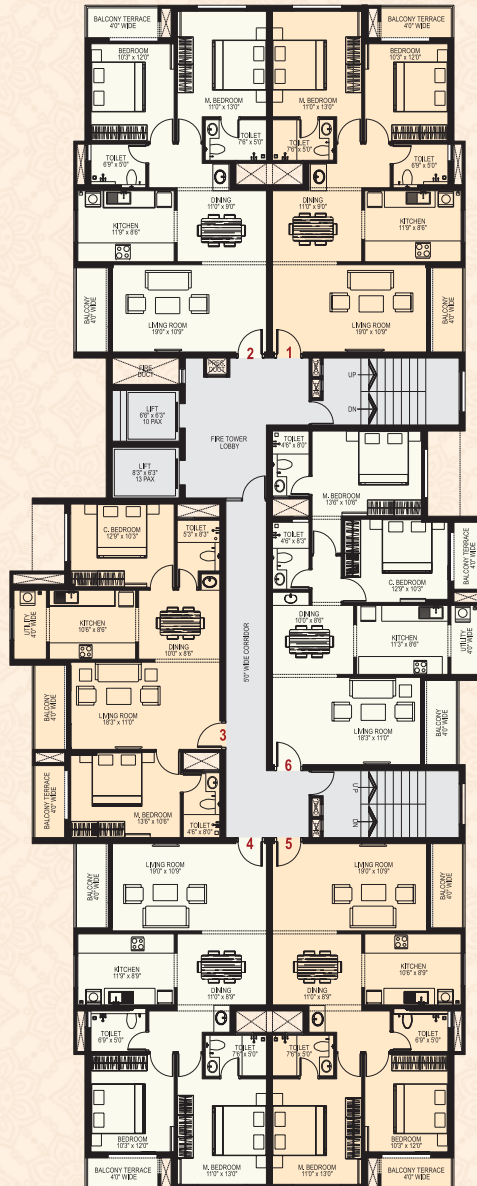 BALCONY TERRACE
4'0" WIDE
BALCONY TERRACE
4'0" WIDE
BEDROOM
10'3" x 12'0"
M. BEDROOM
11'0" x 13'0"
M. BEDROOM
11'0" x 13'0"
BEDROOM
10'3" x 12'0"
TOILET
6'9" x 5'0"
TOILET
7'6" x 5'0"
TOILET
7'6" x 5'0"
TOILET
6'9" x 5'0"
KITCHEN
11'9" x 8'6"
DINING
11'0" x 9'0"
DINING
11'0" x 9'0"
KITCHEN
11'9" x 8'6"
BALCONY
4'0" WIDE
LIVING ROOM
19'0" x 10'9"
LIVING ROOM
19'0" x 10'9"
BALCONY
4'0" WIDE
2
1
FIRE
DUCT
PRES.
DUCT
UP
DN
LIFT
6'6" x 6'3"
10 PAX
FIRE TOWER
LOBBY
LIFT
8'3" x 6'3"
13 PAX
TOILET
4'6" x 8'0"
M. BEDROOM
13'6" x 10'6"
C. BEDROOM
12'9" x 10'3"
TOILET
5'3" x 8'3"
TOILET
4'6" x 8'3"
C. BEDROOM
12'9" x 10'3"
BALCONY TERRACE
4'0" WIDE
UTILITY
4'0" WIDE
KITCHEN
10'6" x 8'6"
DINING
10'0" x 8'6"
5'0" WIDE CORRIDOR
DINING
10'0" x 8'6"
KITCHEN
11'3" x 8'6"
UTILITY
4'0" WIDE
BALCONY
4'0" WIDE
LIVING ROOM
18'3" x 11'0"
LIVING ROOM
18'3" x 11'0"
BALCONY
4'0" WIDE
3
6
BALCONY TERRACE
4'0" WIDE
M. BEDROOM
13'6" x 10'6"
TOILET
4'6" x 8'0"
UP
DN
4
5
BALCONY
4'0" WIDE
LIVING ROOM
19'0" x 10'9"
LIVING ROOM
19'0" x 10'9"
BALCONY
4'0" WIDE
KITCHEN
11'9" x 8'9"
DINING
11'0" x 8'9"
DINING
11'0" x 8'9"
KITCHEN
10'6" x 8'9"
TOILET
6'9" x 5'0"
TOILET
7'6" x 5'0"
TOILET
7'6" x 5'0"
TOILET
6'9" x 5'0"
BEDROOM
10'3" x 12'0"
M. BEDROOM
11'0" x 13'0"
M. BEDROOM
11'0" x 13'0"
BEDROOM
10'3" x 12'0"
BALCONY TERRACE
4'0" WIDE
BALCONY TERRACE
4'0" WIDE